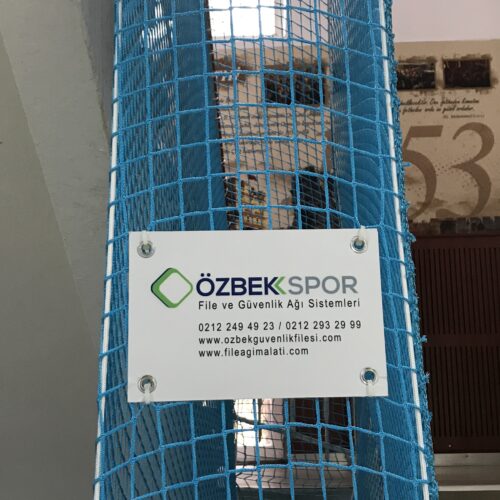 53
ÖZBEK SPOR
File ve Güvenlik Ağı Sistemleri
0212 249 49 23 / 0212 293 29 99
www.ozbekguvenlikfilesi.com
www.fileagimalati.com